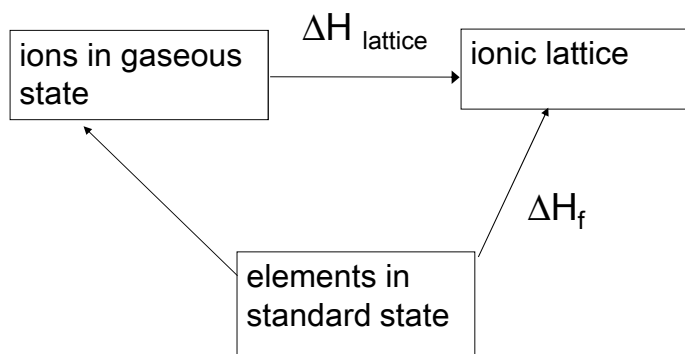 ΔH lattice
ions in gaseous
state
ionic lattice
ΔHf
elements in
standard state